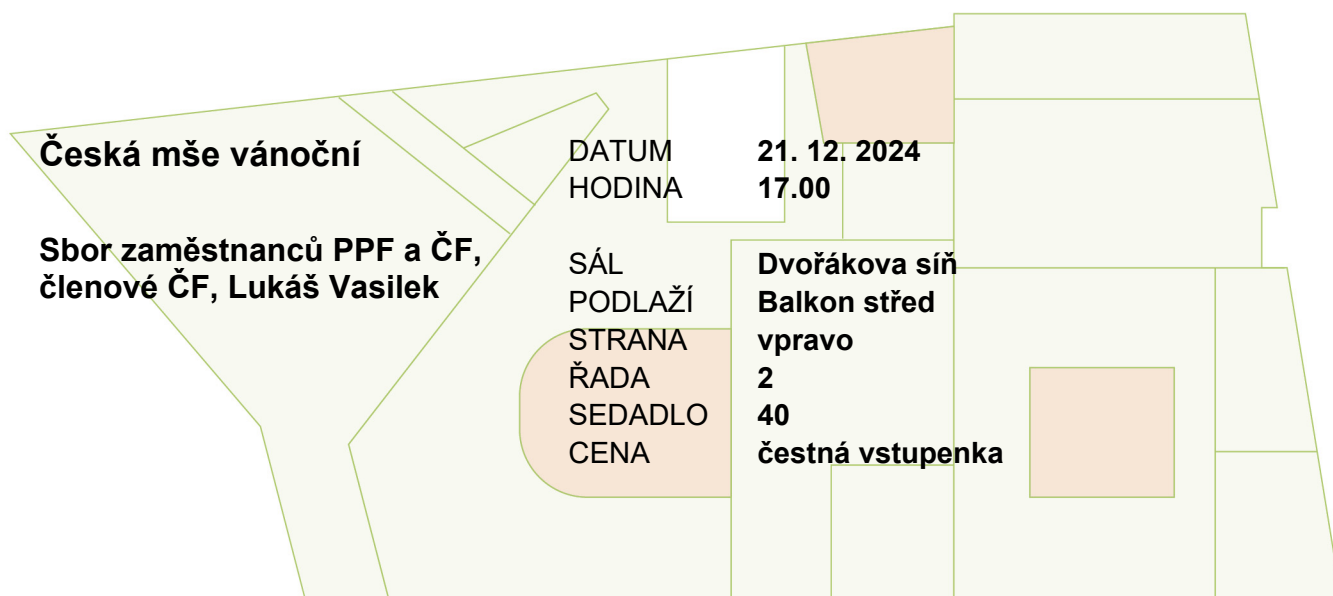 Česká mše vánoční
Sbor zaměstnanců PPF a ČF,
členové ČF, Lukáš Vasilek
DATUM 21. 12. 2024
HODINA 17.00
SÁL Dvořákova síň
PODLAŽÍ Balkon střed
STRANA vpravo
ŘADA 2
SEDADLO 40
CENA čestná vstupenka